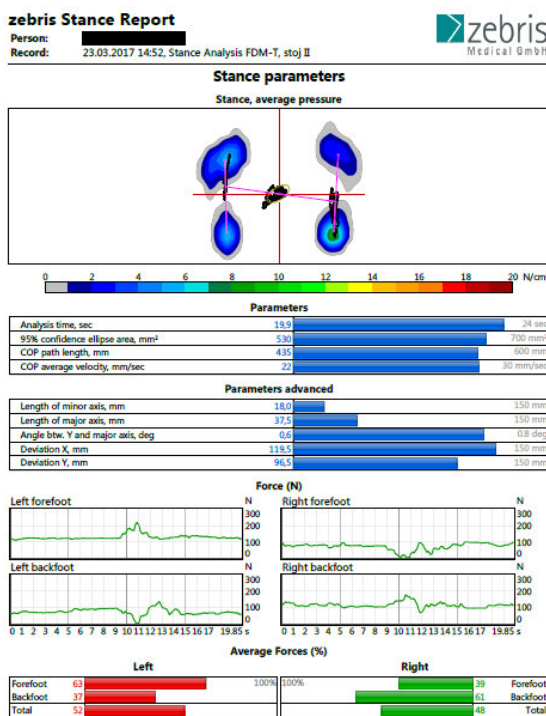 zebris Stance Report
zebris
Medical GmbH
Person:
Record: 23.03.2017 14:52, Stance Analysis FDM-T, stoj II
Stance parameters
Stance, average pressure
0 2 4 6 8 10 12 14 16 18 20 N/cm
Parameters
Analysis time, sec 19,9 24 sec
95% confidence ellipse area, mm² 530 700 mm²
COP path length, mm 435 600 mm
COP average velocity, mm/sec 22 30 mm/sec
Parameters advanced
Length of minor axis, mm 18,0 150 mm
Length of major axis, mm 37,5 150 mm
Angle btw. Y and major axis, deg 0,6 0.8 deg
Deviation X, mm 119,5 150 mm
Deviation Y, mm 96,5 150 mm
Force (N)
Left forefoot N Right forefoot N
300 300
200 200
100 100
0 0
Left backfoot N Right backfoot N
300 300
200 200
100 100
0 0
0 1 2 3 4 5 6 7 8 9 10 11 12 13 14 15 16 17 19.85 s 0 1 2 3 4 5 6 7 8 9 10 11 12 13 14 15 16 17 19.85 s
Average Forces (%)
Left Right
Forefoot 63 100% 100% 39 Forefoot
Backfoot 37 61 Backfoot
Total 52 48 Total